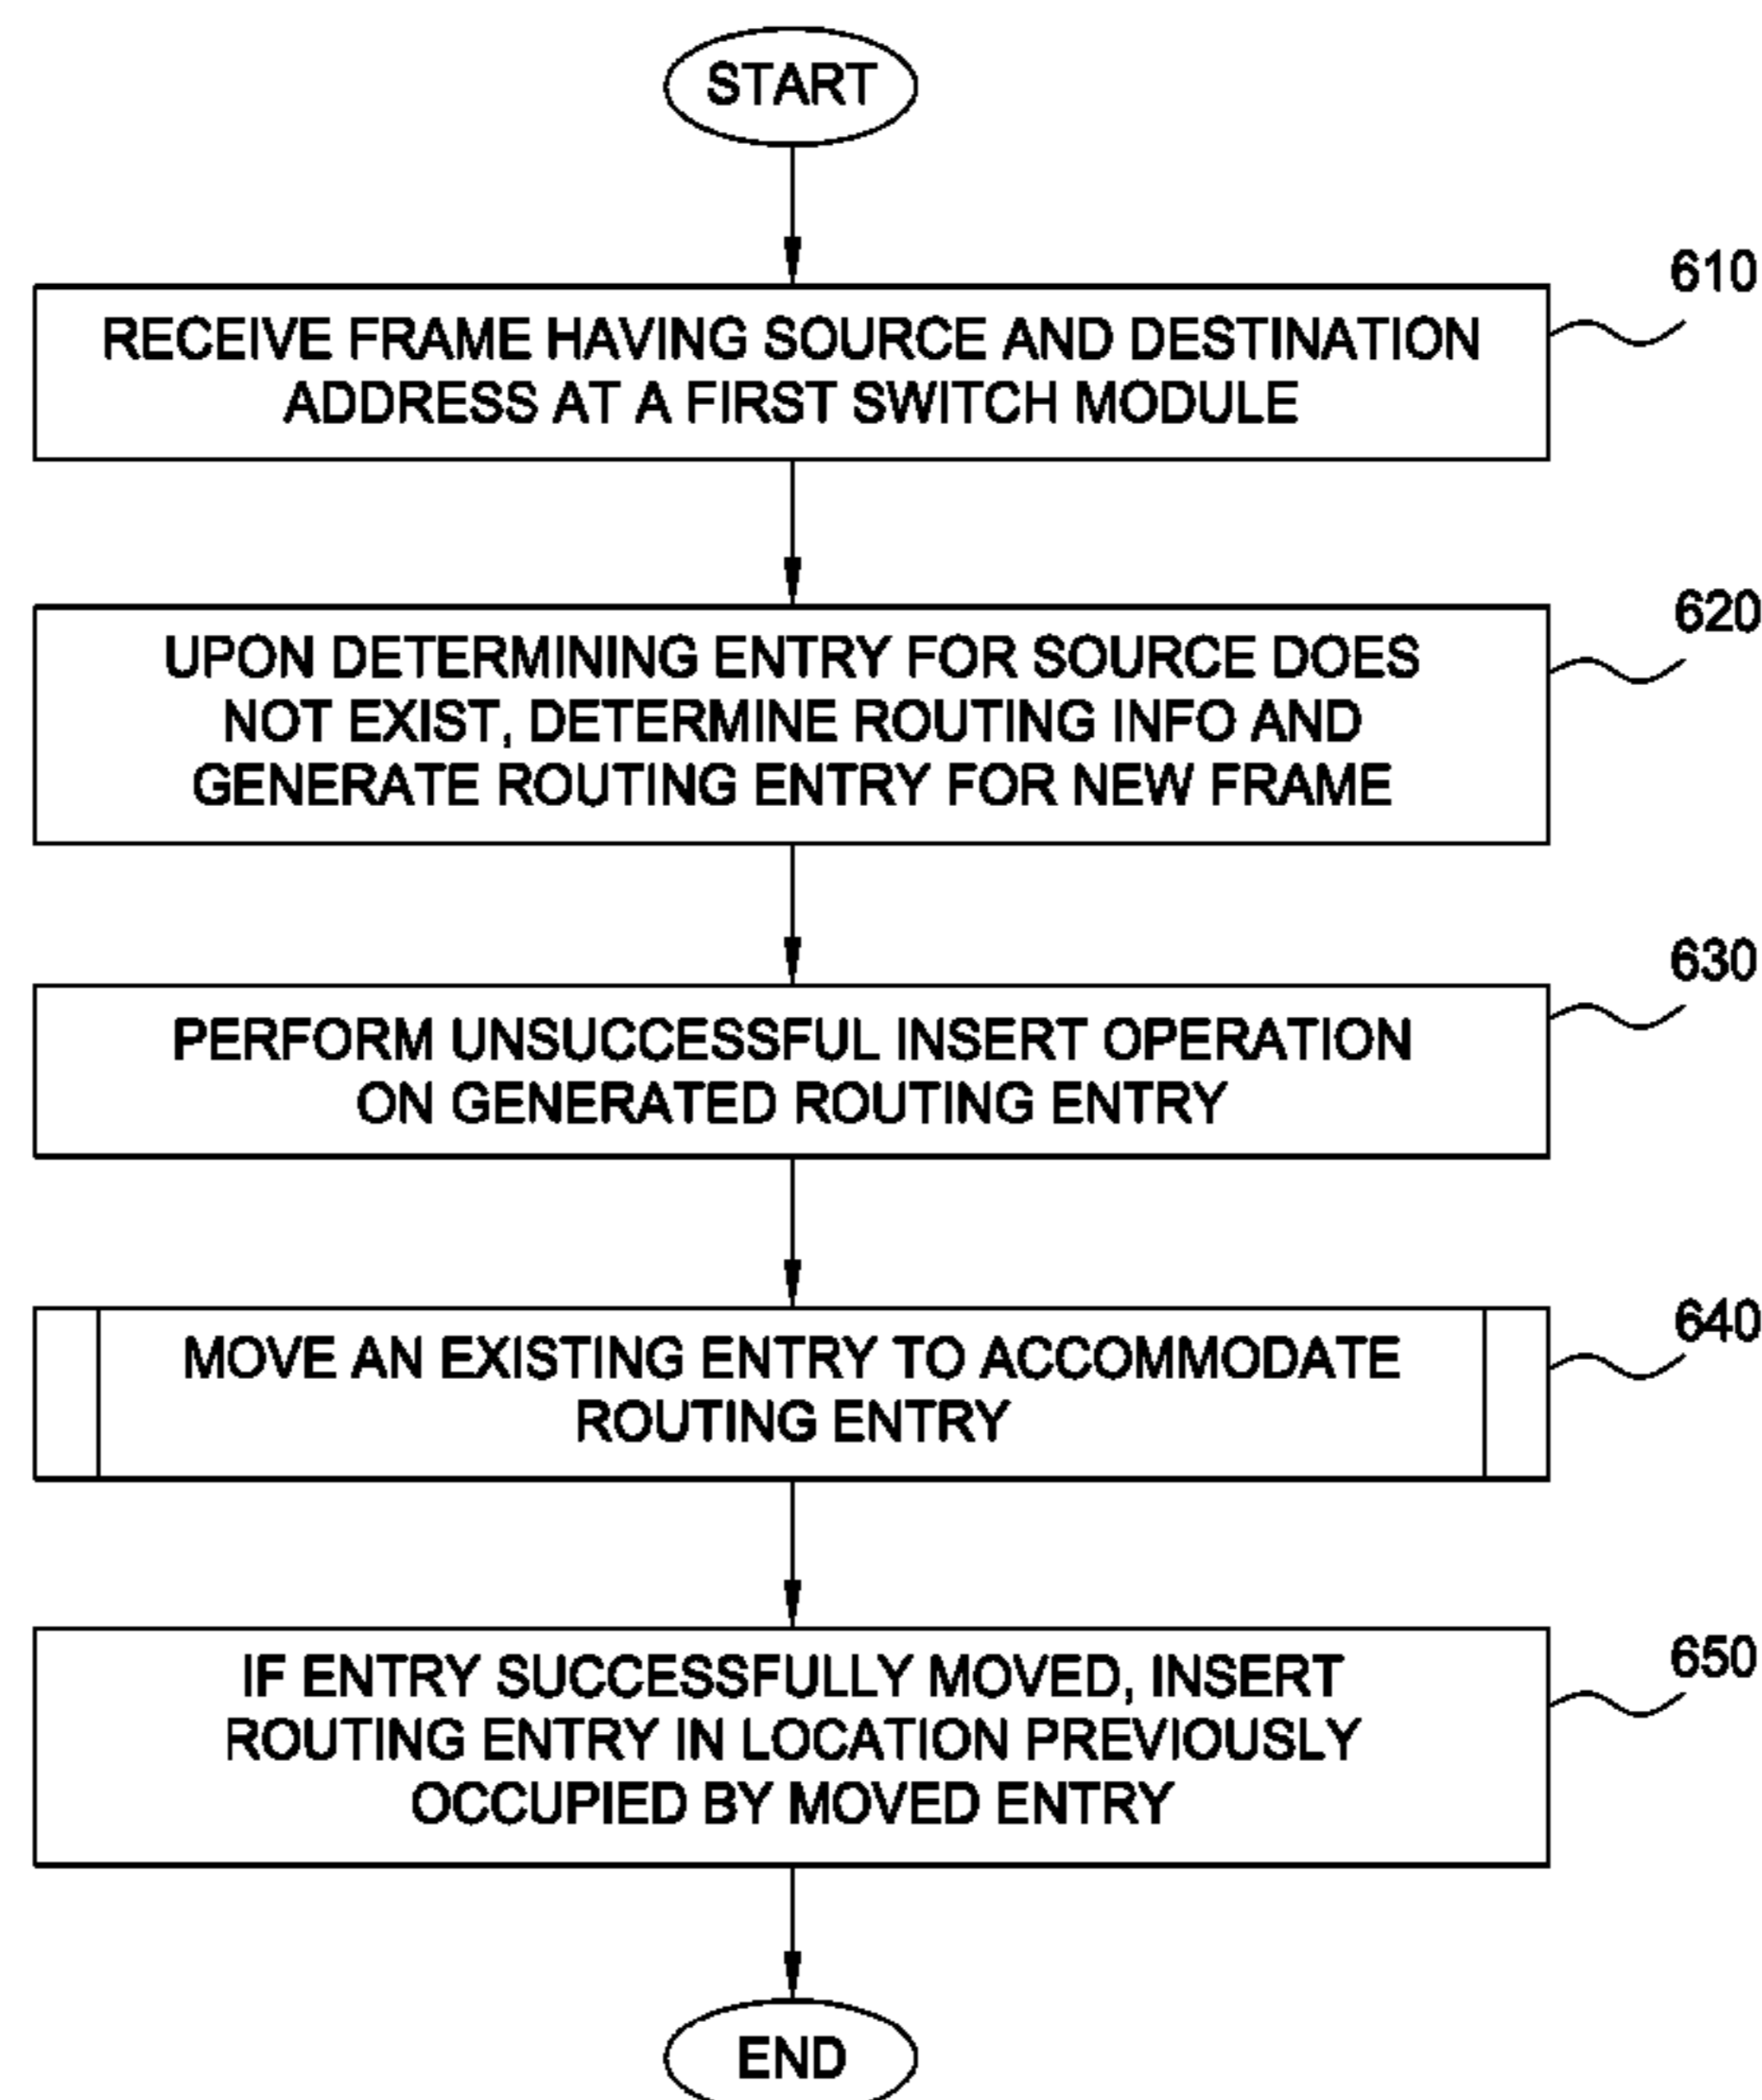 START
610
RECEIVE FRAME HAVING SOURCE AND DESTINATION
ADDRESS AT A FIRST SWITCH MODULE
620
UPON DETERMINING ENTRY FOR SOURCE DOES
NOT EXIST, DETERMINE ROUTING INFO AND
GENERATE ROUTING ENTRY FOR NEW FRAME
630
PERFORM UNSUCCESSFUL INSERT OPERATION
ON GENERATED ROUTING ENTRY
640
MOVE AN EXISTING ENTRY TO ACCOMMODATE
ROUTING ENTRY
650
IF ENTRY SUCCESSFULLY MOVED, INSERT
ROUTING ENTRY IN LOCATION PREVIOUSLY
OCCUPIED BY MOVED ENTRY
END